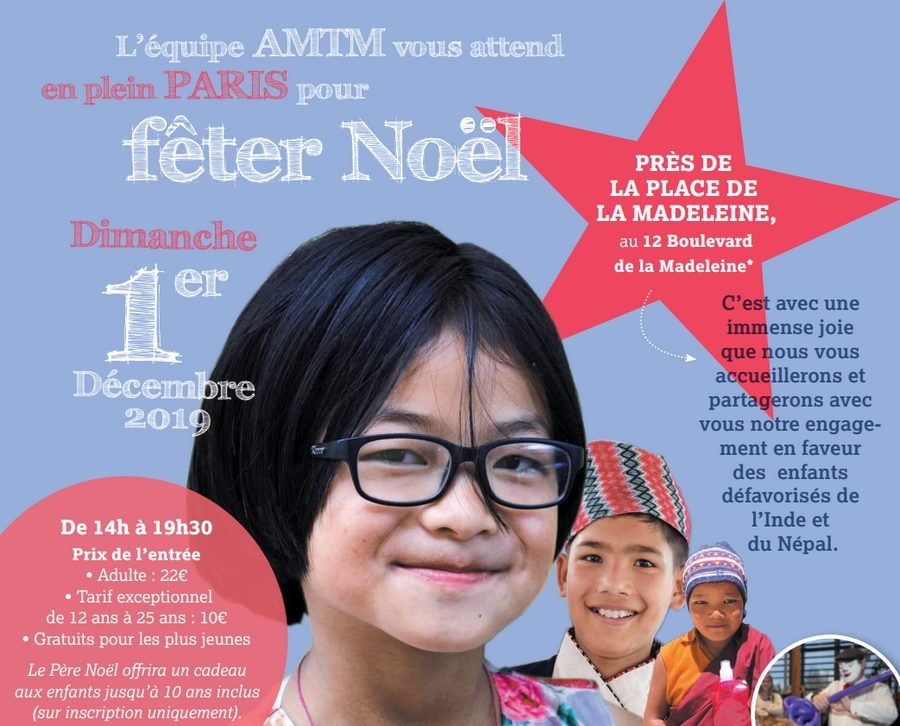 L'équipe AMTM vous attend
en plein PARIS pour
fêter Noël
Dimanche
1er
Décembre
2019
PRÈS DE
LA PLACE DE
LA MADELEINE,
au 12 Boulevard
de la Madeleine*
C'est avec une
immense joie
que nous vous
accueillerons et
partagerons avec
vous notre engage-
ment en faveur
des enfants
défavorisés de
l'Inde et
du Népal.
De 14h à 19h30
Prix de l'entrée
• Adulte : 22€
• Tarif exceptionnel
de 12 ans à 25 ans : 10€
• Gratuits pour les plus jeunes
Le Père Noël offrira un cadeau
aux enfants jusqu'à 10 ans inclus
(sur inscription uniquement).